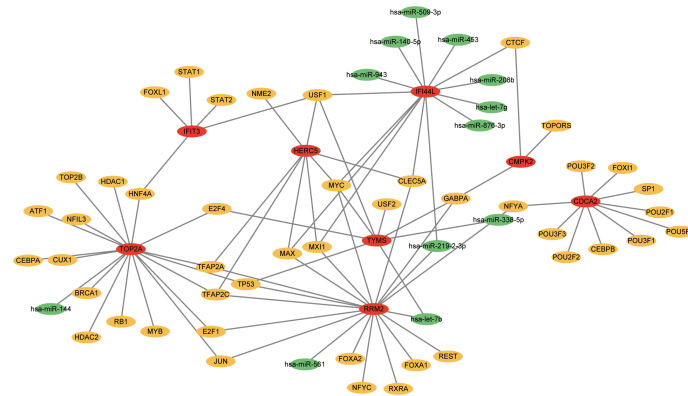 hsa-miR-509-3p
hsa-miR-140-5p
hsa-miR-453
CTCF
STAT1
hsa-miR-943
hsa-miR-208b
FOXL1
NME2
USF1
IFI44L
STAT2
hsa-let-7g
hsa-miR-876-3p
TOPORS
IFIT3
HERC5
CMPK2
POU3F2
FOXI1
TOP2B
HDAC1
MYC
CLEC5A
SP1
HNF4A
GABPA
CDCA2
NFYA
ATF1
E2F4
USF2
POU2F1
NFIL3
hsa-miR-338-5p
POU3F3
POU5F
TYMS
POU3F1
TOP2A
MXI1
hsa-miR-219-2-3p
CEBPB
MAX
POU2F2
CEBPA
CUX1
TFAP2A
TP53
BRCA1
TFAP2C
hsa-miR-144
RRM2
RB1
hsa-let-7b
MYB
E2F1
HDAC2
FOXA2
REST
JUN
hsa-miR-561
FOXA1
NFYC
RXRA